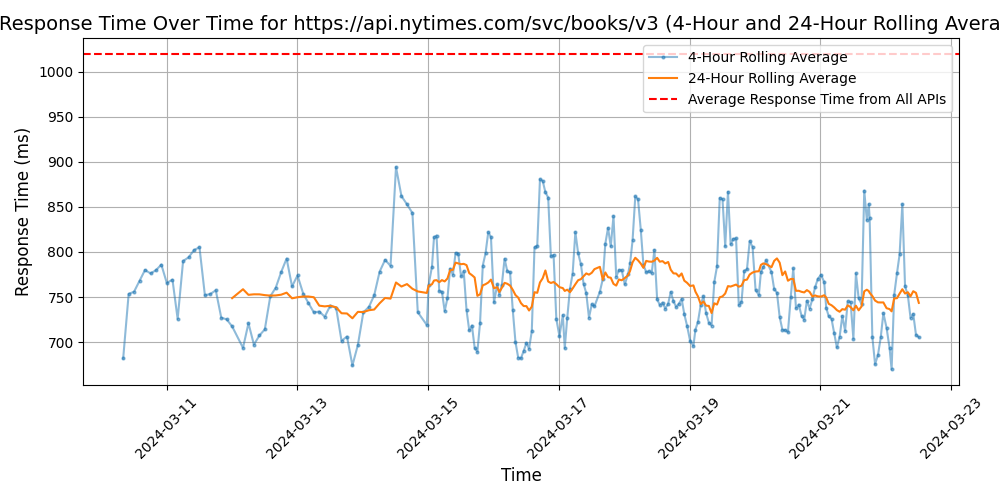 Response Time Over Time for https://api.nytimes.com/svc/books/v3 (4-Hour and 24-Hour Rolling Avera
4-Hour Rolling Average
24-Hour Rolling Average
Average Response Time from All APIs
Response Time (ms)
1000
950
900
850
800
750
700
2024-03-11
2024-03-13
2024-03-15
2024-03-17
2024-03-19
2024-03-21
2024-03-23
Time